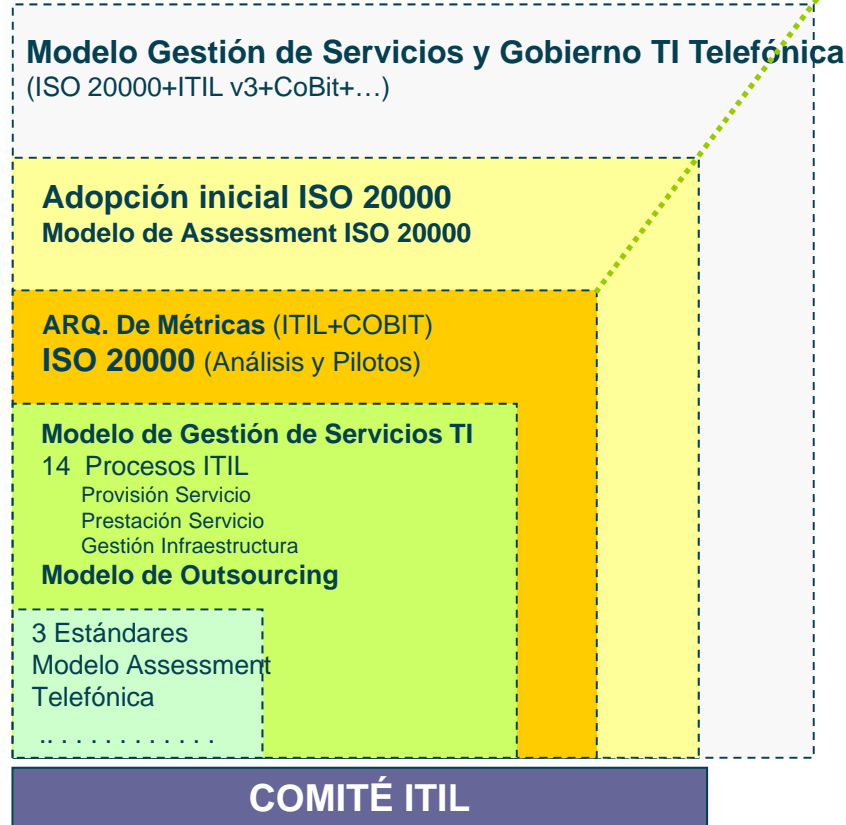 Modelo Gestión de Servicios y Gobierno TI Telefónica
(ISO 20000+ITIL v3+CoBit+…)
Adopción inicial ISO 20000
Modelo de Assessment ISO 20000
ARQ. De Métricas (ITIL+COBIT)
ISO 20000 (Análisis y Pilotos)
Modelo de Gestión de Servicios TI
14 Procesos ITIL
Provisión Servicio
Prestación Servicio
Gestión Infraestructura
Modelo de Outsourcing
3 Estándares
Modelo Assessment
Telefónica
.. . . . . . . . . . . .
COMITÉ ITIL